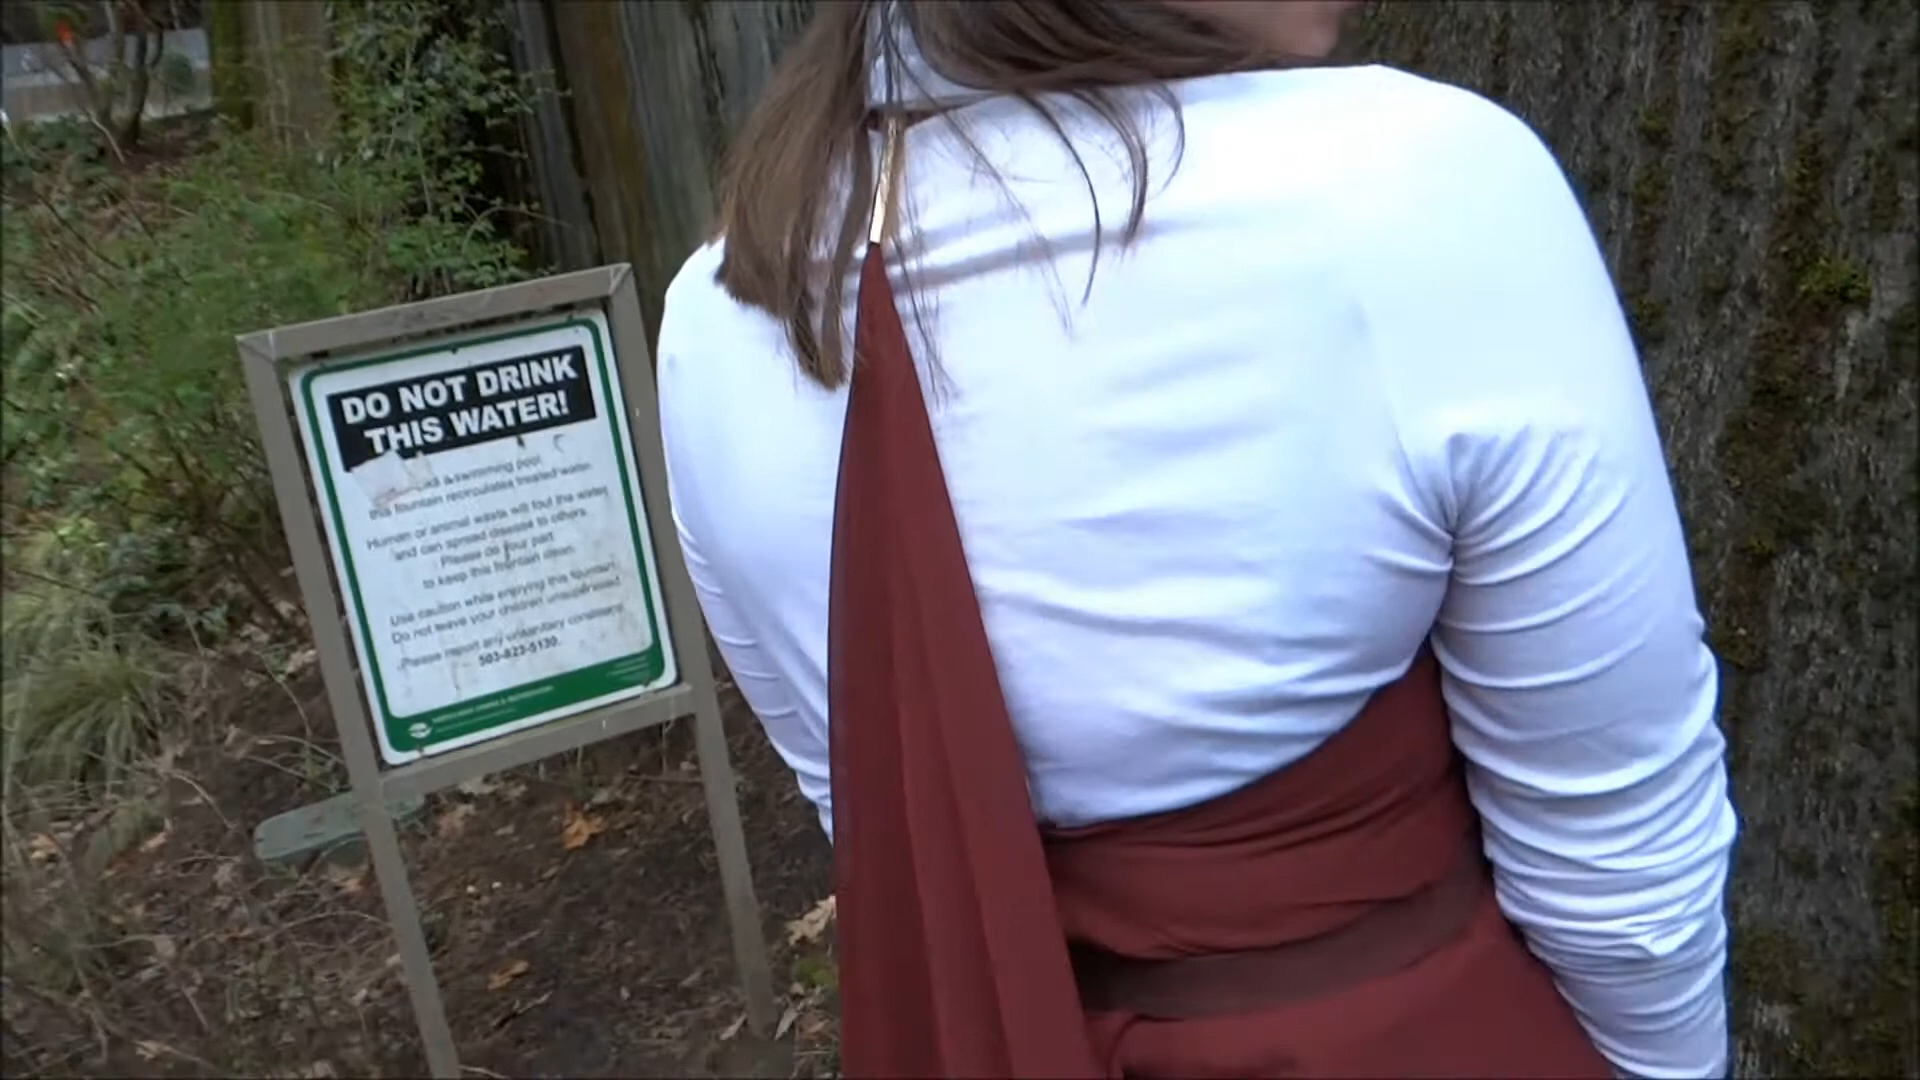 DO NOT DRINK
THIS WATER!
a swimming pool,
this fountain recirculates treated water.
Human or animal waste will foul the water
and can spread disease to others.
Please do your part
to keep this fountain clean.
Use caution while enjoying this fountain.
Do not leave your children unsupervised.
Please report any unsanitary conditions:
503-823-5130.